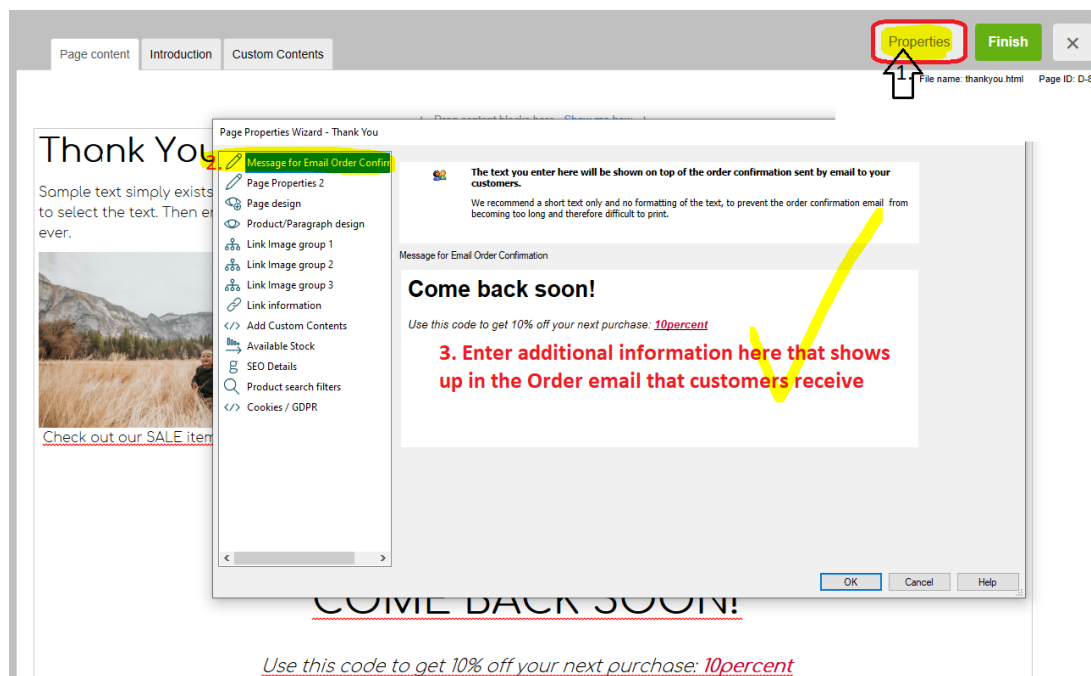 Page content Introduction Custom Contents
Properties Finish ×
1.
File name: thankyou.html Page ID: D-8
Drop content blocks here - Show me how
Thank You
Sample text simply exists
to select the text. Then er
ever.
Check out our SALE item
Page Properties Wizard - Thank You
2.
Message for Email Order Confirm
Page Properties 2
Page design
Product/Paragraph design
Link Image group 1
Link Image group 2
Link Image group 3
Link information
Add Custom Contents
Available Stock
SEO Details
Product search filters
Cookies / GDPR
The text you enter here will be shown on top of the order confirmation sent by email to your
customers.
We recommend a short text only and no formatting of the text, to prevent the order confirmation email from
becoming too long and therefore difficult to print.
Message for Email Order Confirmation
Come back soon!
Use this code to get 10% off your next purchase: 10percent
3. Enter additional information here that shows
up in the Order email that customers receive
OK Cancel Help
COME BACK SOON!
Use this code to get 10% off your next purchase: 10percent